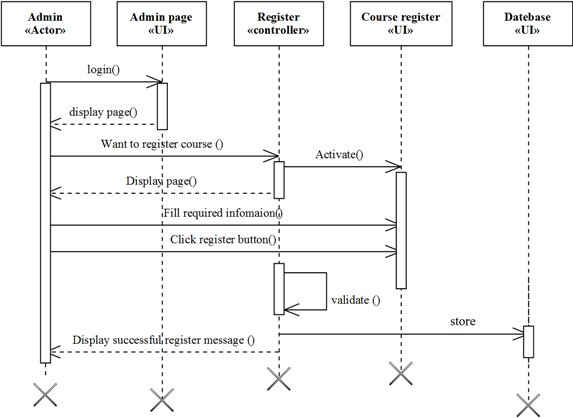 Admin
«Actor»
Admin page
«UI»
Register
«controller»
Course register
«UI»
Datebase
«UI»
login()
display page()
Want to register course ()
Activate()
Display page()
Fill required infomaion()
Click register button()
validate ()
store
Display successful register message ()